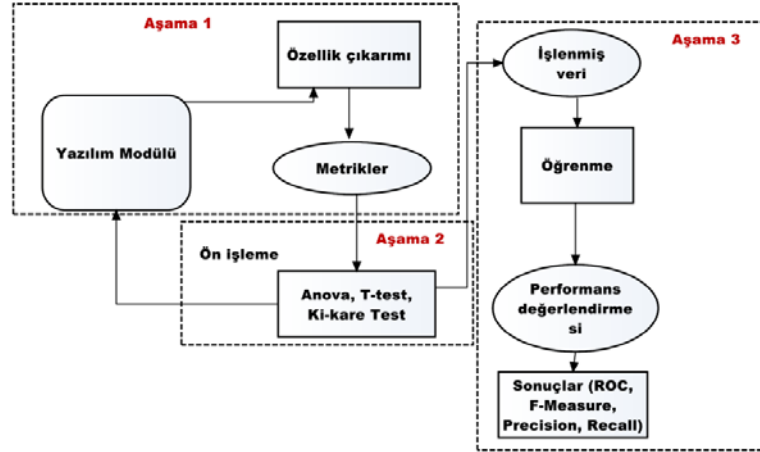 Aşama 1
Özellik çıkarımı
Yazılım Modülü
Metrikler
Aşama 2
Ön işleme
Anova, T-test,
Ki-kare Test
Aşama 3
İşlenmiş
veri
Öğrenme
Performans
değerlendirme
si
Sonuçlar (ROC,
F-Measure,
Precision, Recall)